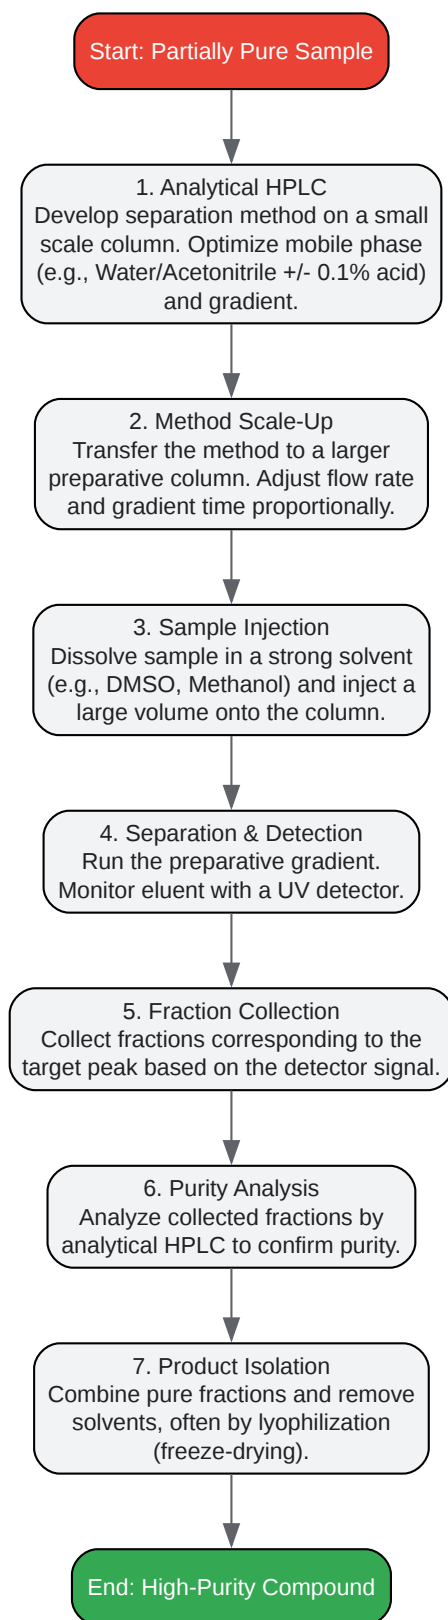 Start: Partially Pure Sample
1. Analytical HPLC
Develop separation method on a small
scale column. Optimize mobile phase
(e.g., Water/Acetonitrile +/- 0.1% acid)
and gradient.
2. Method Scale-Up
Transfer the method to a larger
preparative column. Adjust flow rate
and gradient time proportionally.
3. Sample Injection
Dissolve sample in a strong solvent
(e.g., DMSO, Methanol) and inject a
large volume onto the column.
4. Separation & Detection
Run the preparative gradient.
Monitor eluent with a UV detector.
5. Fraction Collection
Collect fractions corresponding to the
target peak based on the detector signal.
6. Purity Analysis
Analyze collected fractions by
analytical HPLC to confirm purity.
7. Product Isolation
Combine pure fractions and remove
solvents, often by lyophilization
(freeze-drying).
End: High-Purity Compound